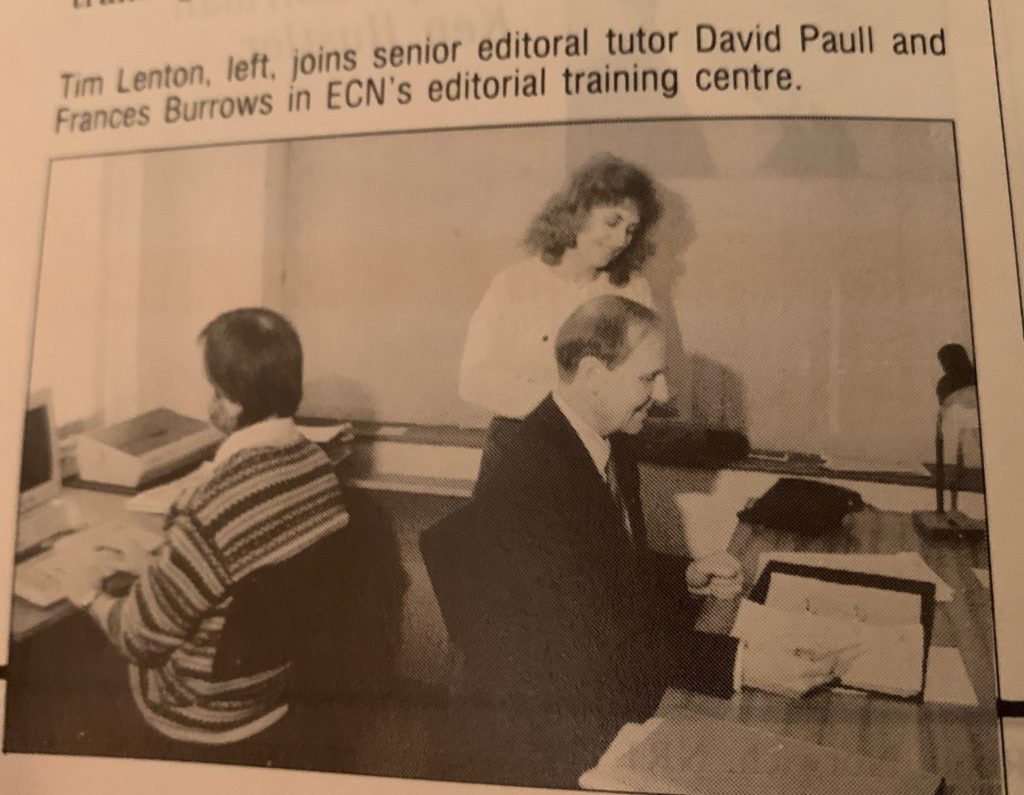 Tim Lenton, left, joins senior editoral tutor David Paull and
Frances Burrows in ECN's editorial training centre.